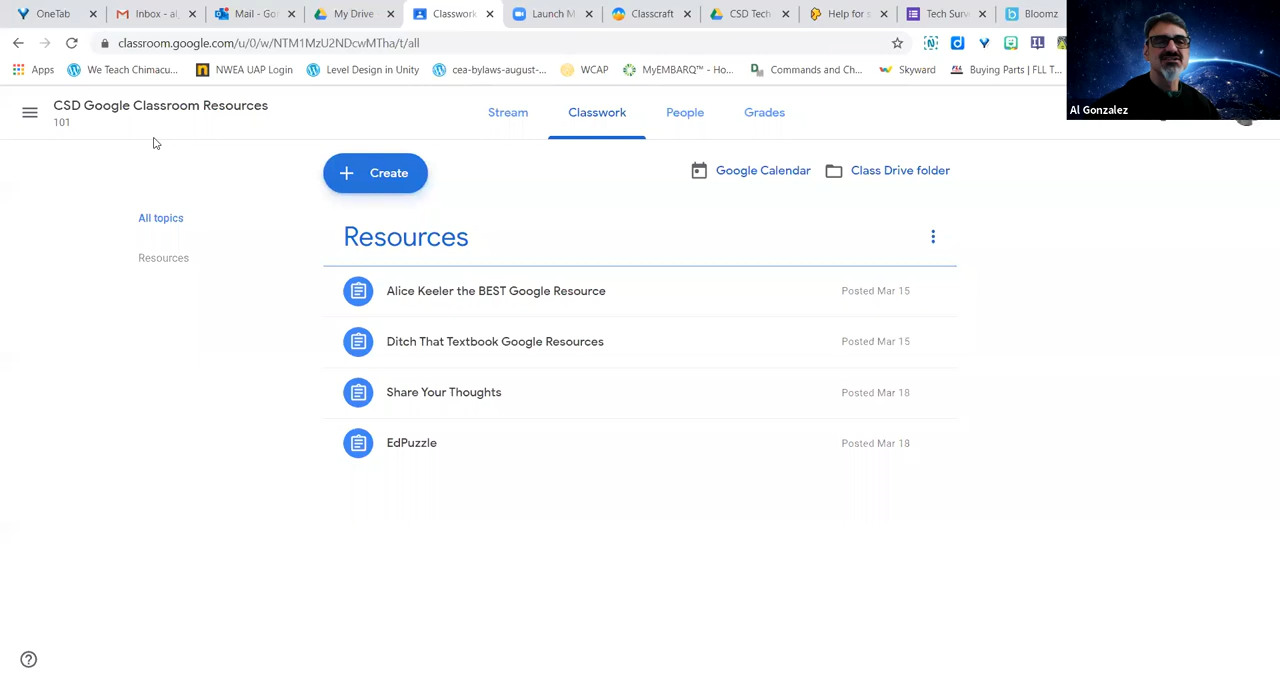 OneTab
Inbox - al
Mail - Go
My Drive
Classwork
Launch M
Classcraft
CSD Tech
Help for s
Tech Surv
Bloomz
classroom.google.com/u/0/w/NTM1MzU2NDcwMTha/t/all
Apps
We Teach Chimacu...
NWEA UAP Login
Level Design in Unity
cea-bylaws-august-...
WCAP
MyEMBARQ™ - Ho...
Commands and Ch...
Skyward
Buying Parts | FLL T...
Al Gonzalez
CSD Google Classroom Resources
101
Stream
Classwork
People
Grades
Create
Google Calendar
Class Drive folder
All topics
Resources
Resources
Alice Keeler the BEST Google Resource
Posted Mar 15
Ditch That Textbook Google Resources
Posted Mar 15
Share Your Thoughts
Posted Mar 18
EdPuzzle
Posted Mar 18